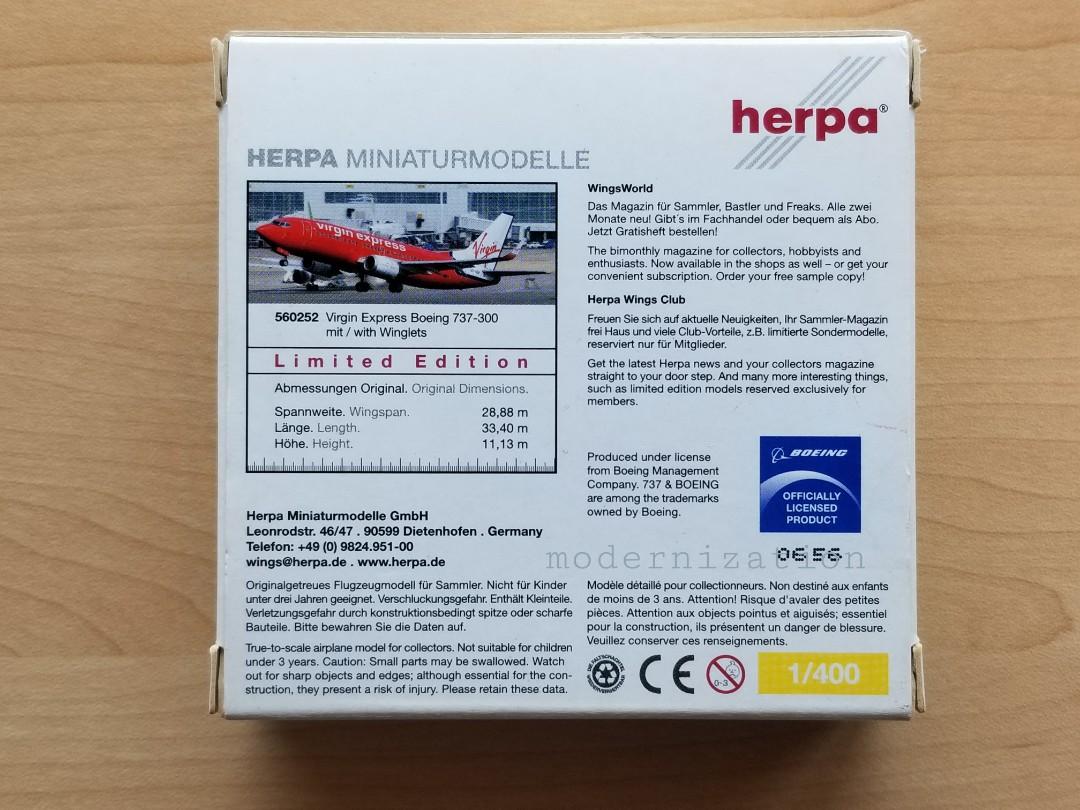 herpa®
HERPA MINIATURMODELLE
virgin express
Virgin
560252 Virgin Express Boeing 737-300
mit / with Winglets
Limited Edition
Abmessungen Original. Original Dimensions.
Spannweite. Wingspan. 28,88 m
Länge. Length. 33,40 m
Höhe. Height. 11,13 m
WingsWorld
Das Magazin für Sammler, Bastler und Freaks. Alle zwei
Monate neu! Gibt´s im Fachhandel oder bequem als Abo.
Jetzt Gratisheft bestellen!
The bimonthly magazine for collectors, hobbyists and
enthusiasts. Now available in the shops as well – or get your
convenient subscription. Order your free sample copy!
Herpa Wings Club
Freuen Sie sich auf aktuelle Neuigkeiten, Ihr Sammler-Magazin
frei Haus und viele Club-Vorteile, z.B. limitierte Sondermodelle,
reserviert nur für Mitglieder.
Get the latest Herpa news and your collectors magazine
straight to your door step. And many more interesting things,
such as limited edition models reserved exclusively for
members.
Produced under license
from Boeing Management
Company. 737 & BOEING
are among the trademarks
owned by Boeing.
BOEING
OFFICIALLY
LICENSED
PRODUCT
Herpa Miniaturmodelle GmbH
Leonrodstr. 46/47 . 90599 Dietenhofen . Germany
Telefon: +49 (0) 9824.951-00
wings@herpa.de . www.herpa.de
modernization
0656
Originalgetreues Flugzeugmodell für Sammler. Nicht für Kinder
unter drei Jahren geeignet. Verschluckungsgefahr. Enthält Kleinteile.
Verletzungsgefahr durch konstruktionsbedingt spitze oder scharfe
Bauteile. Bitte bewahren Sie die Daten auf.
True-to-scale airplane model for collectors. Not suitable for children
under 3 years. Caution: Small parts may be swallowed. Watch
out for sharp objects and edges; although essential for the con-
struction, they present a risk of injury. Please retain these data.
Modèle détaillé pour collectionneurs. Non destiné aux enfants
de moins de 3 ans. Attention! Risque d'avaler des petites
pièces. Attention aux objects pointus et aiguisés; essentiel
pour la construction, ils présentent un danger de blessure.
Veuillez conserver ces renseignements.
CE
0-3
1/400